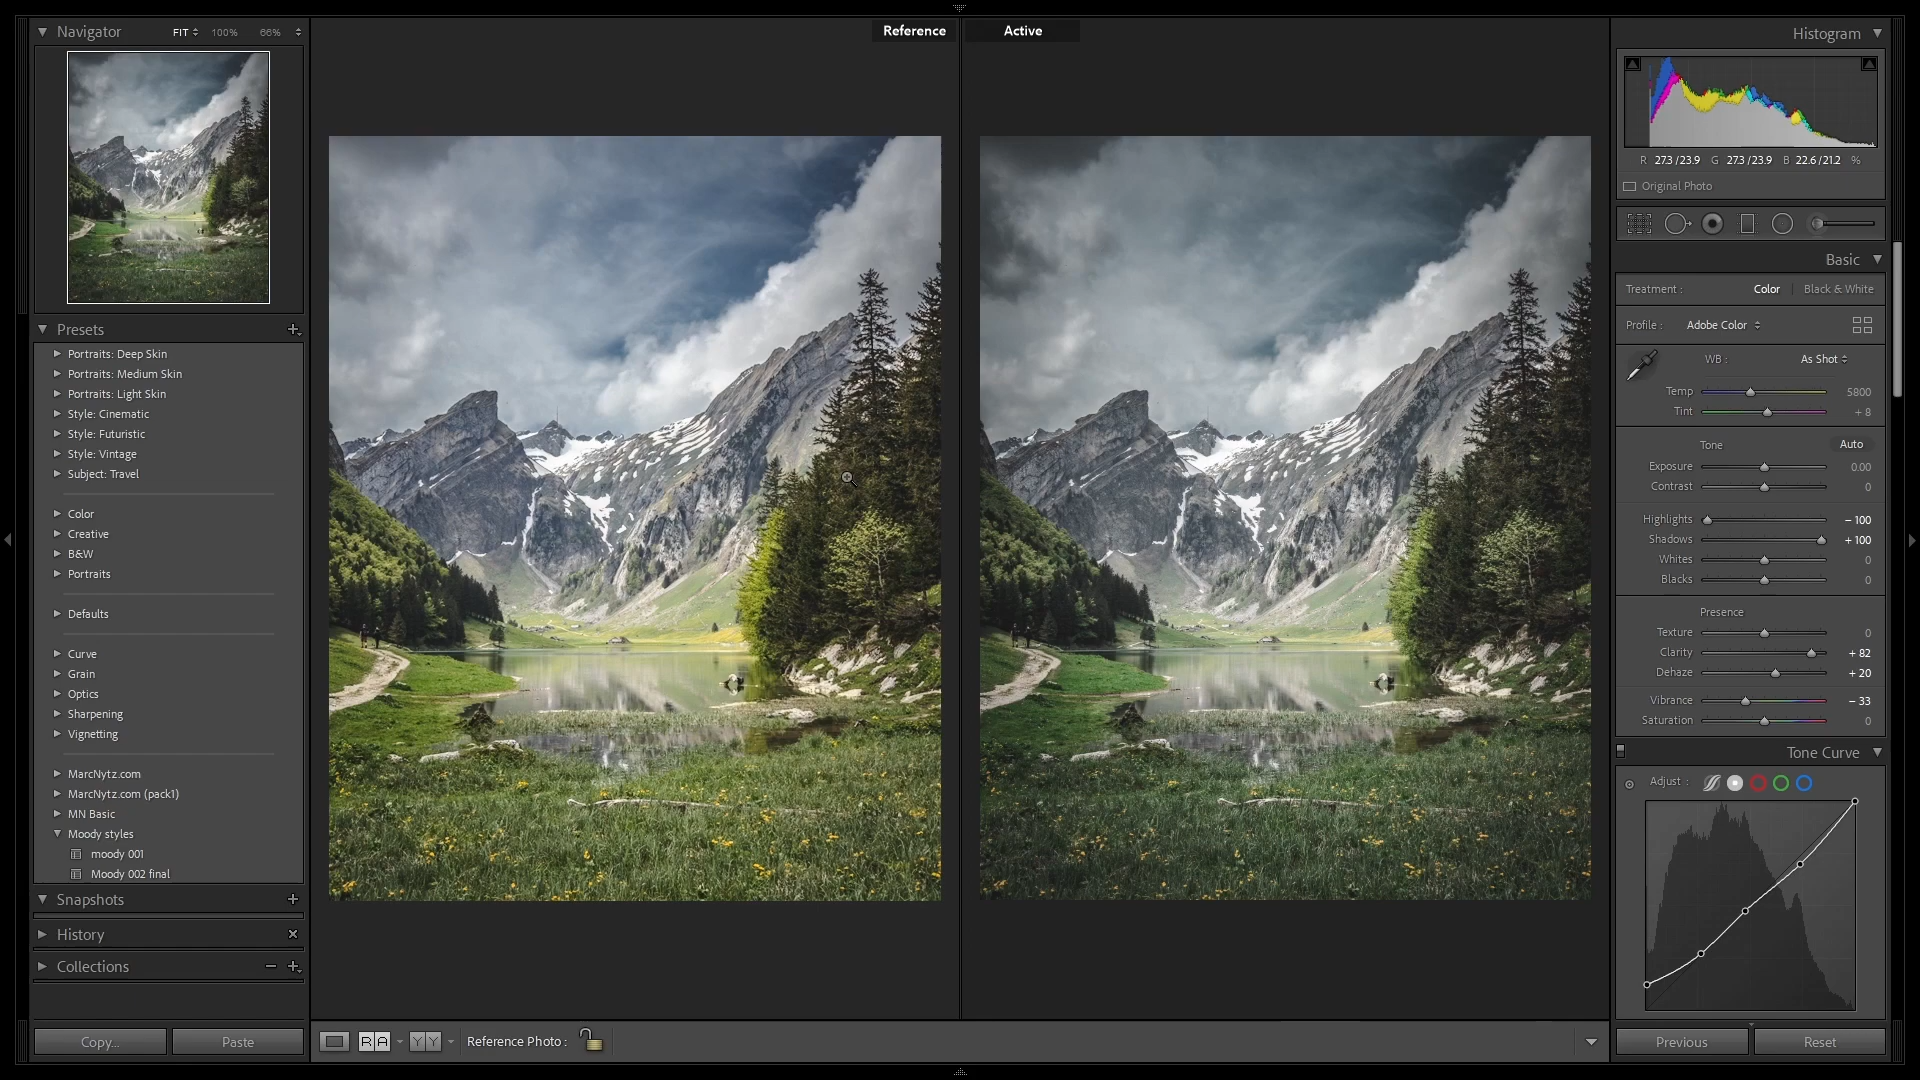 Navigator
FIT 100% 66%
Presets
Portraits: Deep Skin
Portraits: Medium Skin
Portraits: Light Skin
Style: Cinematic
Style: Futuristic
Style: Vintage
Subject: Travel
Color
Creative
B&W
Portraits
Defaults
Curve
Grain
Optics
Sharpening
Vignetting
MarcNytz.com
MarcNytz.com (pack1)
MN Basic
Moody styles
moody 001
Moody 002 final
Snapshots
History
Collections
Copy...
Paste
Reference
Active
R A
Y Y
Reference Photo :
Histogram
R 27.3 / 23.9 G 27.3 / 23.9 B 22.6 / 21.2 %
Original Photo
Basic
Treatment : Color Black & White
Profile : Adobe Color
WB : As Shot
Temp 5800
Tint + 8
Tone Auto
Exposure 0.00
Contrast 0
Highlights – 100
Shadows + 100
Whites 0
Blacks 0
Presence
Texture 0
Clarity + 82
Dehaze + 20
Vibrance – 33
Saturation 0
Tone Curve
Adjust :
Previous
Reset